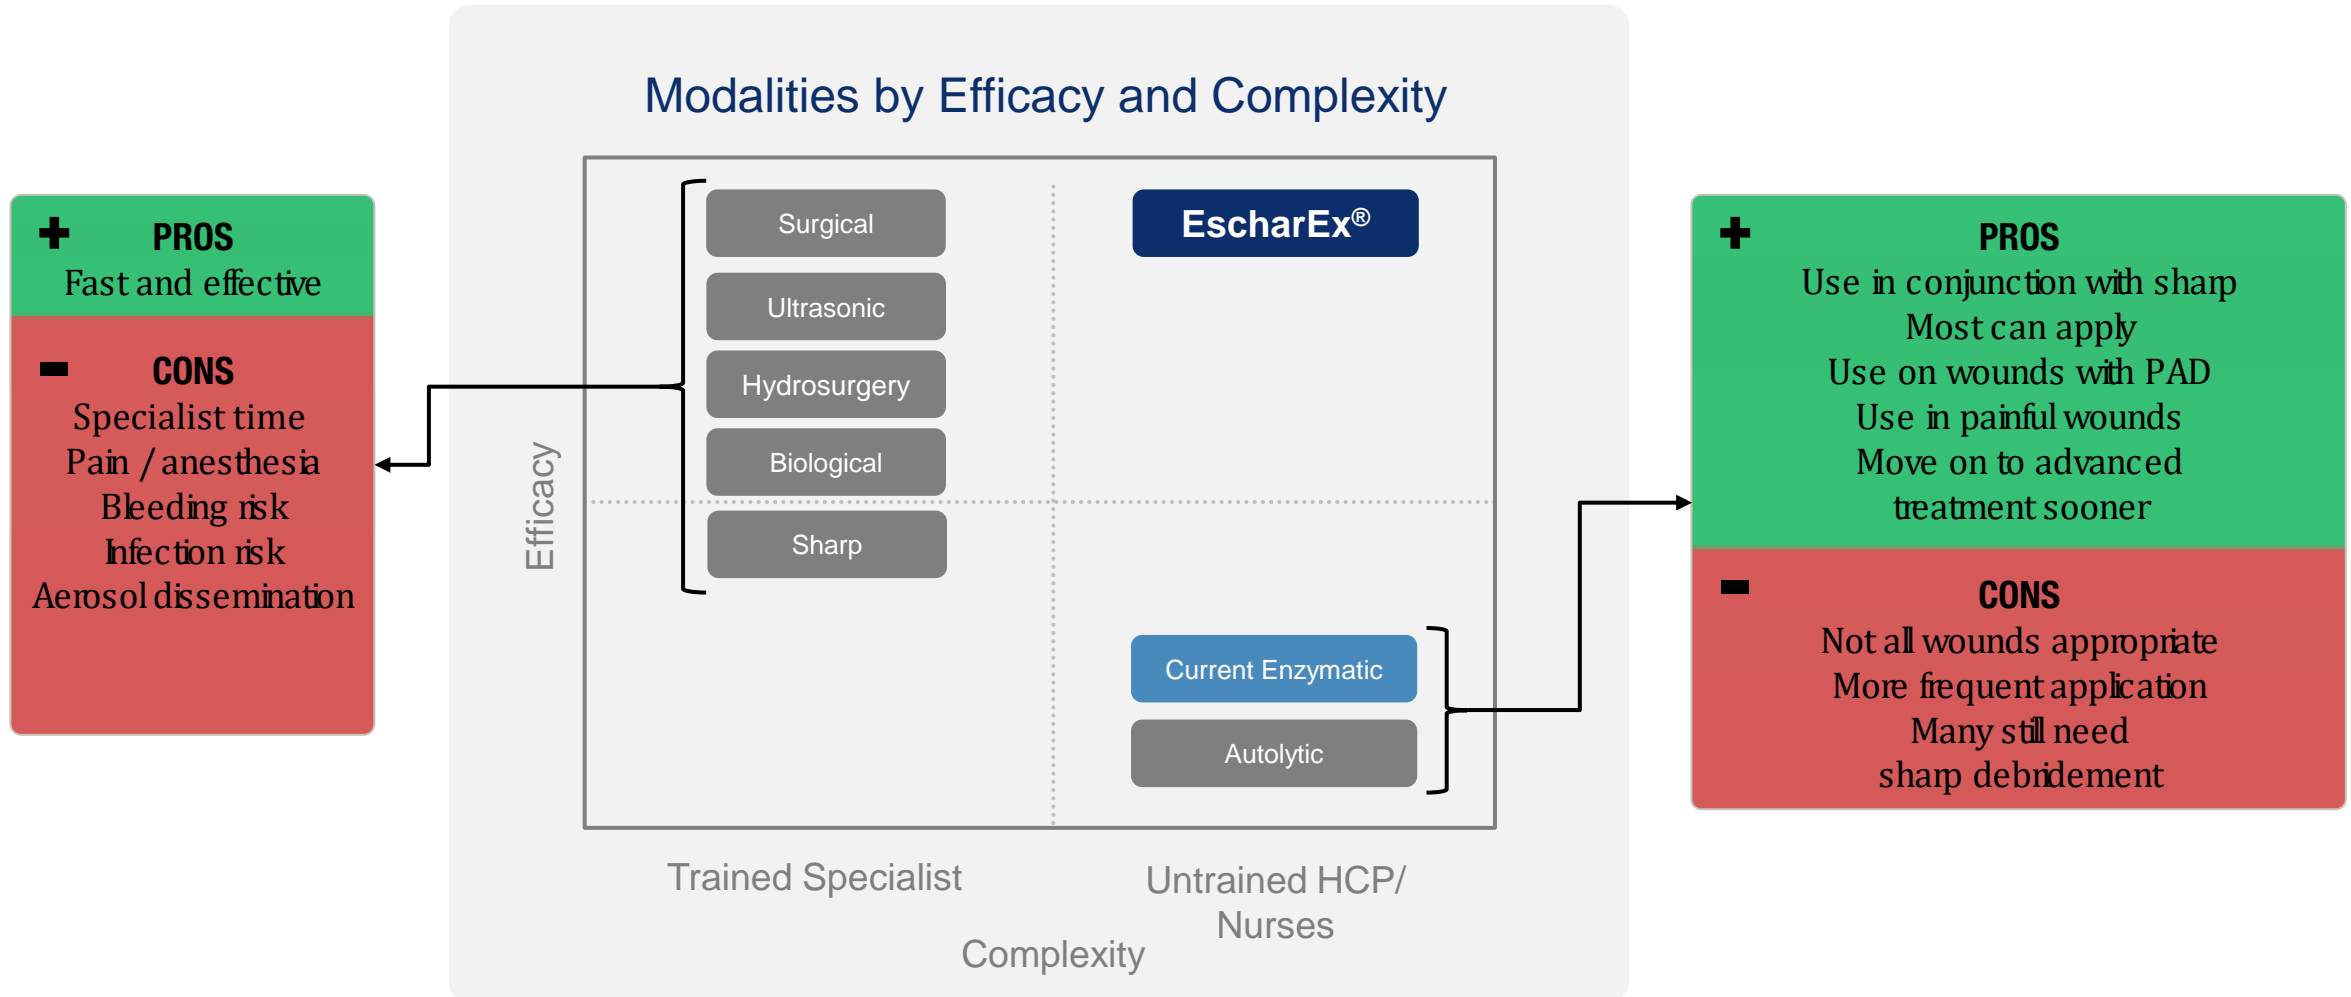 Modalities by Efficacy and Complexity
+ PROS
Fast and effective
- CONS
Specialist time
Pain / anesthesia
Bleeding risk
Infection risk
Aerosol dissemination
Efficacy
Surgical
Ultrasonic
Hydrosurgery
Biological
Sharp
EscharEx®
Current Enzymatic
Autolytic
Trained Specialist
Untrained HCP/
Nurses
Complexity
+ PROS
Use in conjunction with sharp
Most can apply
Use on wounds with PAD
Use in painful wounds
Move on to advanced
treatment sooner
- CONS
Not all wounds appropriate
More frequent application
Many still need
sharp debridement